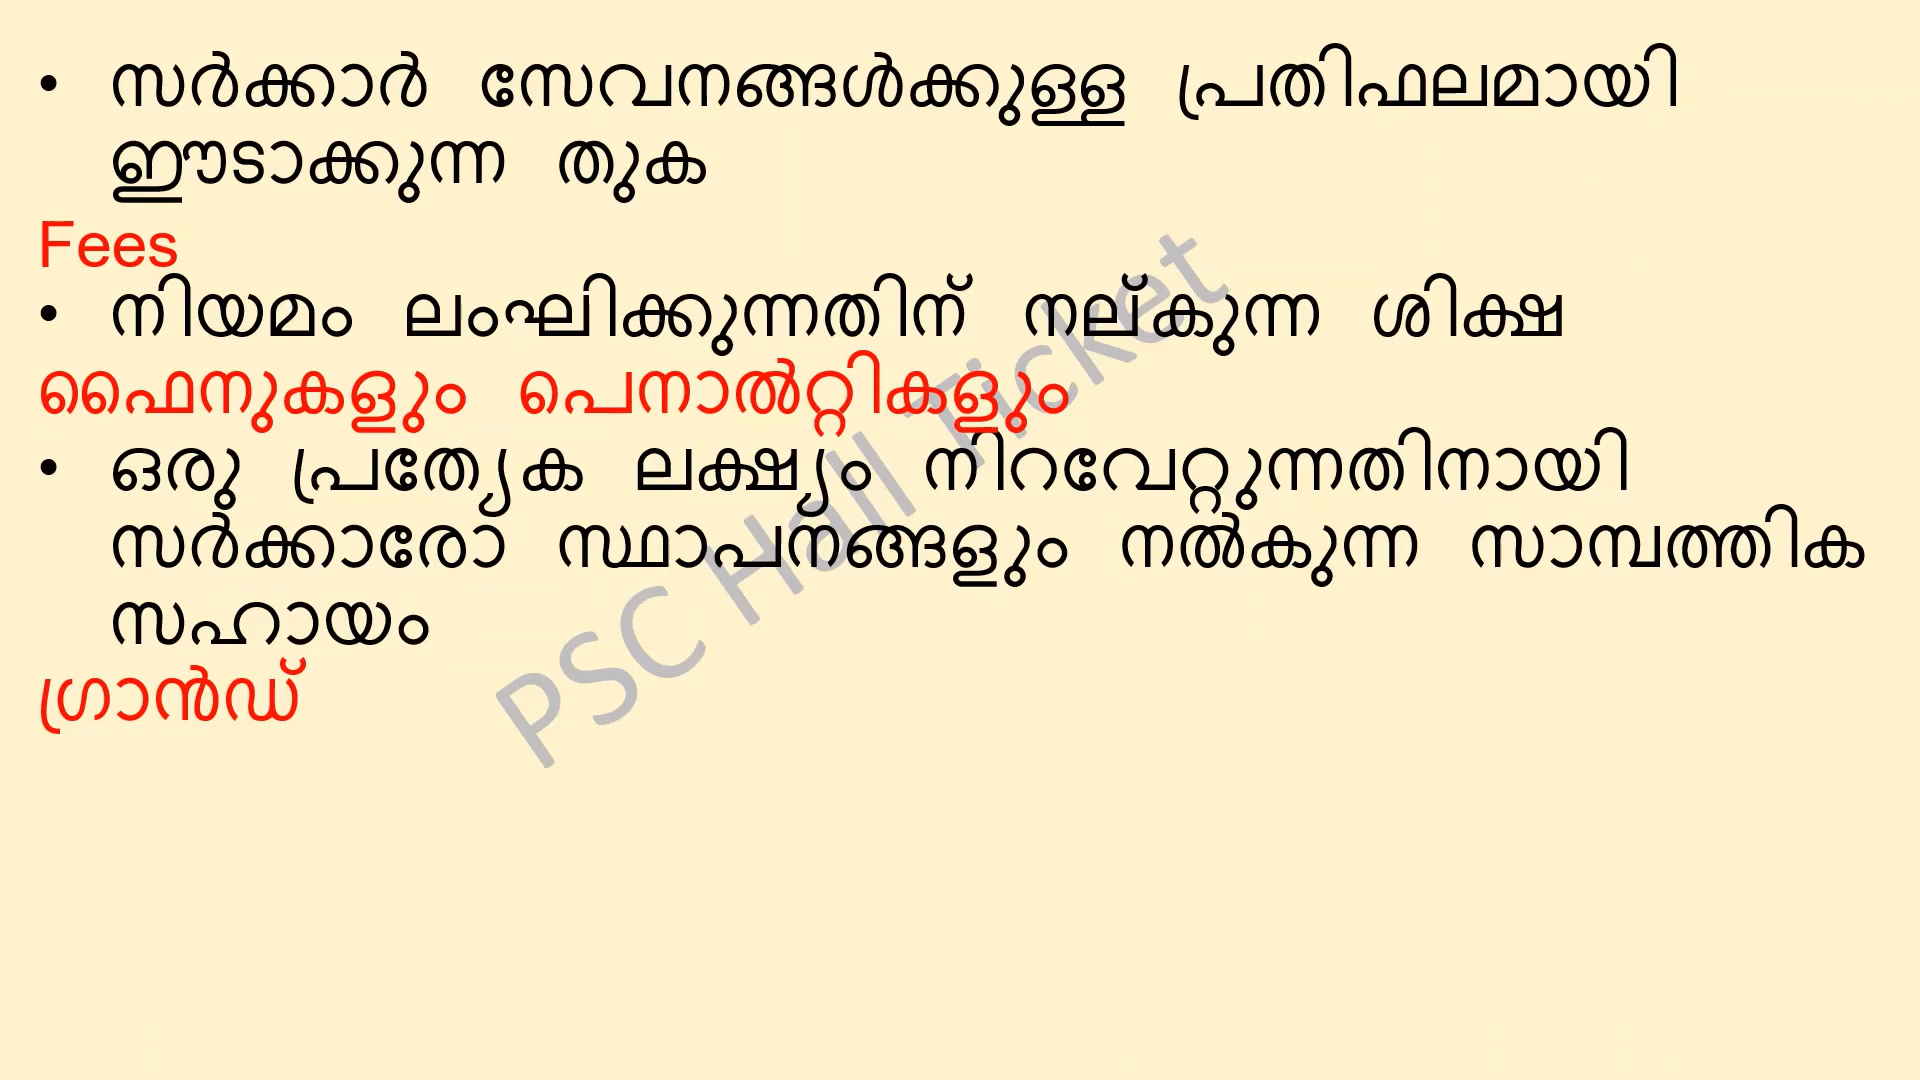 • സർക്കാർ സേവനങ്ങൾക്കുള്ള പ്രതിഫലമായി
ഈടാക്കുന്ന തുക
Fees
• നിയമം ലംഘിക്കുന്നതിന് നല്കുന്ന ശിക്ഷ
ഫൈനുകളും പെനാൽറ്റികളും
• ഒരു പ്രത്യേക ലക്ഷ്യം നിറവേറ്റുന്നതിനായി
സർക്കാരോ സ്ഥാപനങ്ങളും നൽകുന്ന സാമ്പത്തിക
സഹായം
ഗ്രാൻഡ്
PSC Hall Ticket